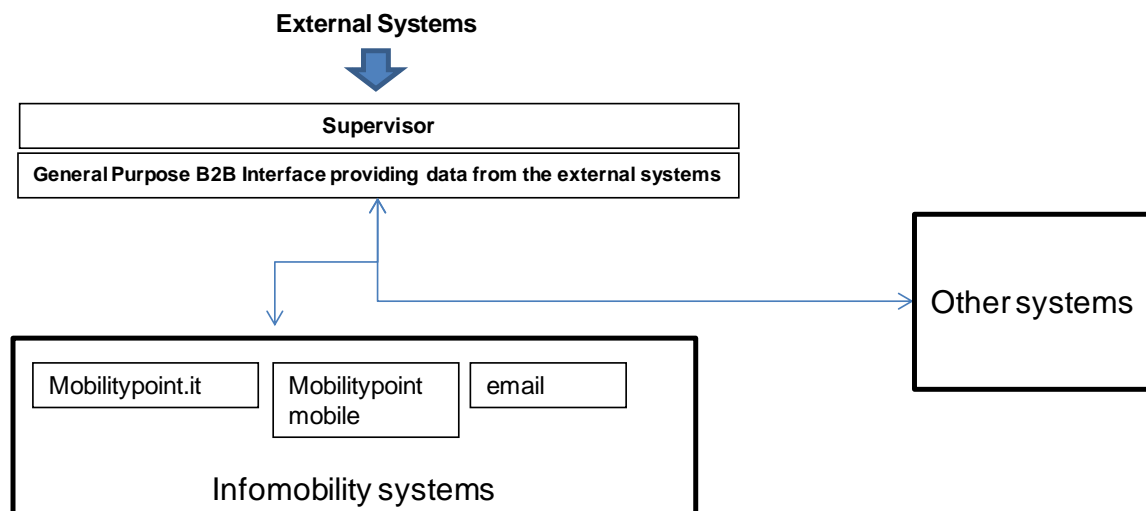 External Systems
Supervisor
General Purpose B2B Interface providing data from the external systems
Other systems
Mobilitypoint.it
Mobilitypoint
mobile
email
Infomobility systems